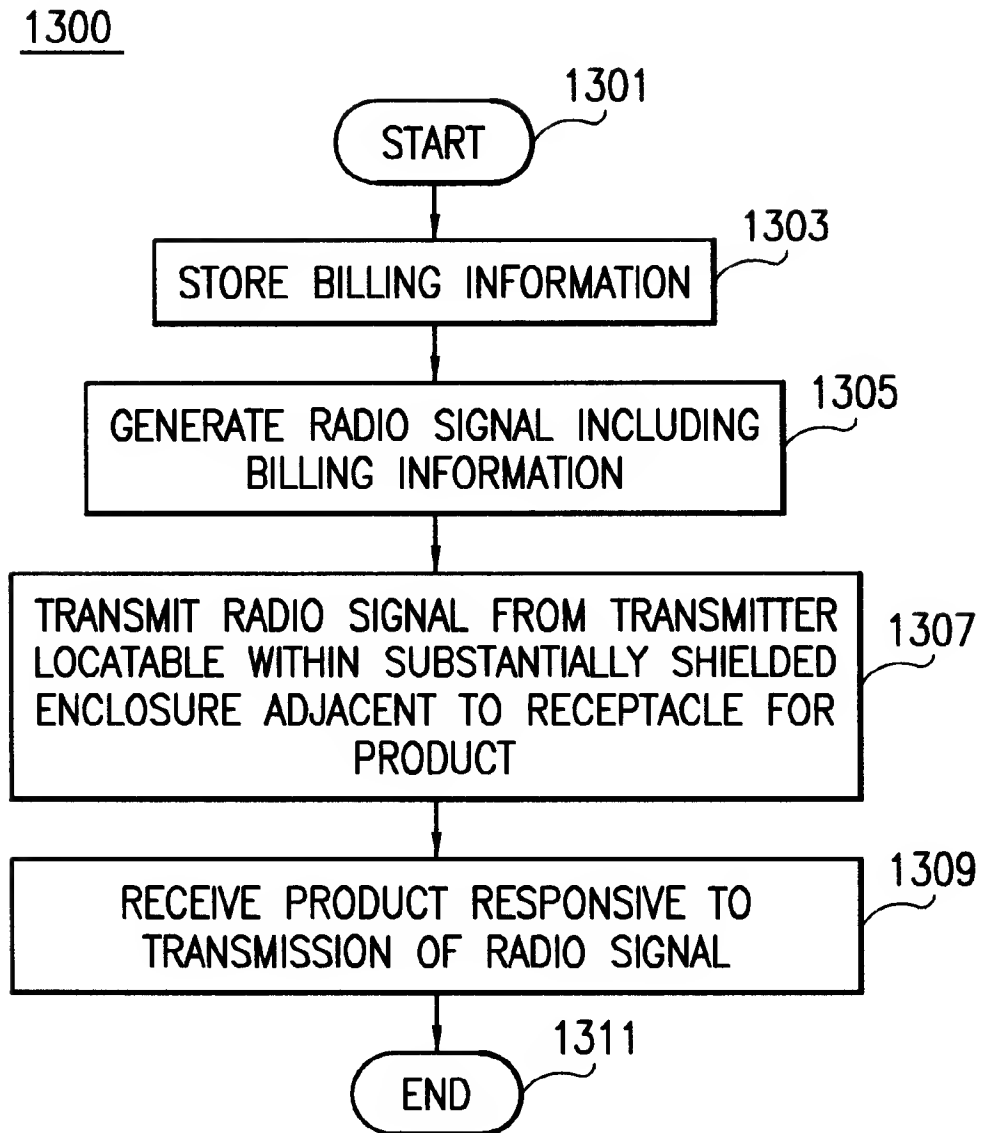 1300
1301
START
1303
STORE BILLING INFORMATION
1305
GENERATE RADIO SIGNAL INCLUDING
BILLING INFORMATION
TRANSMIT RADIO SIGNAL FROM TRANSMITTER
LOCATABLE WITHIN SUBSTANTIALLY SHIELDED
ENCLOSURE ADJACENT TO RECEPTACLE FOR
PRODUCT
1307
1309
RECEIVE PRODUCT RESPONSIVE TO
TRANSMISSION OF RADIO SIGNAL
1311
END